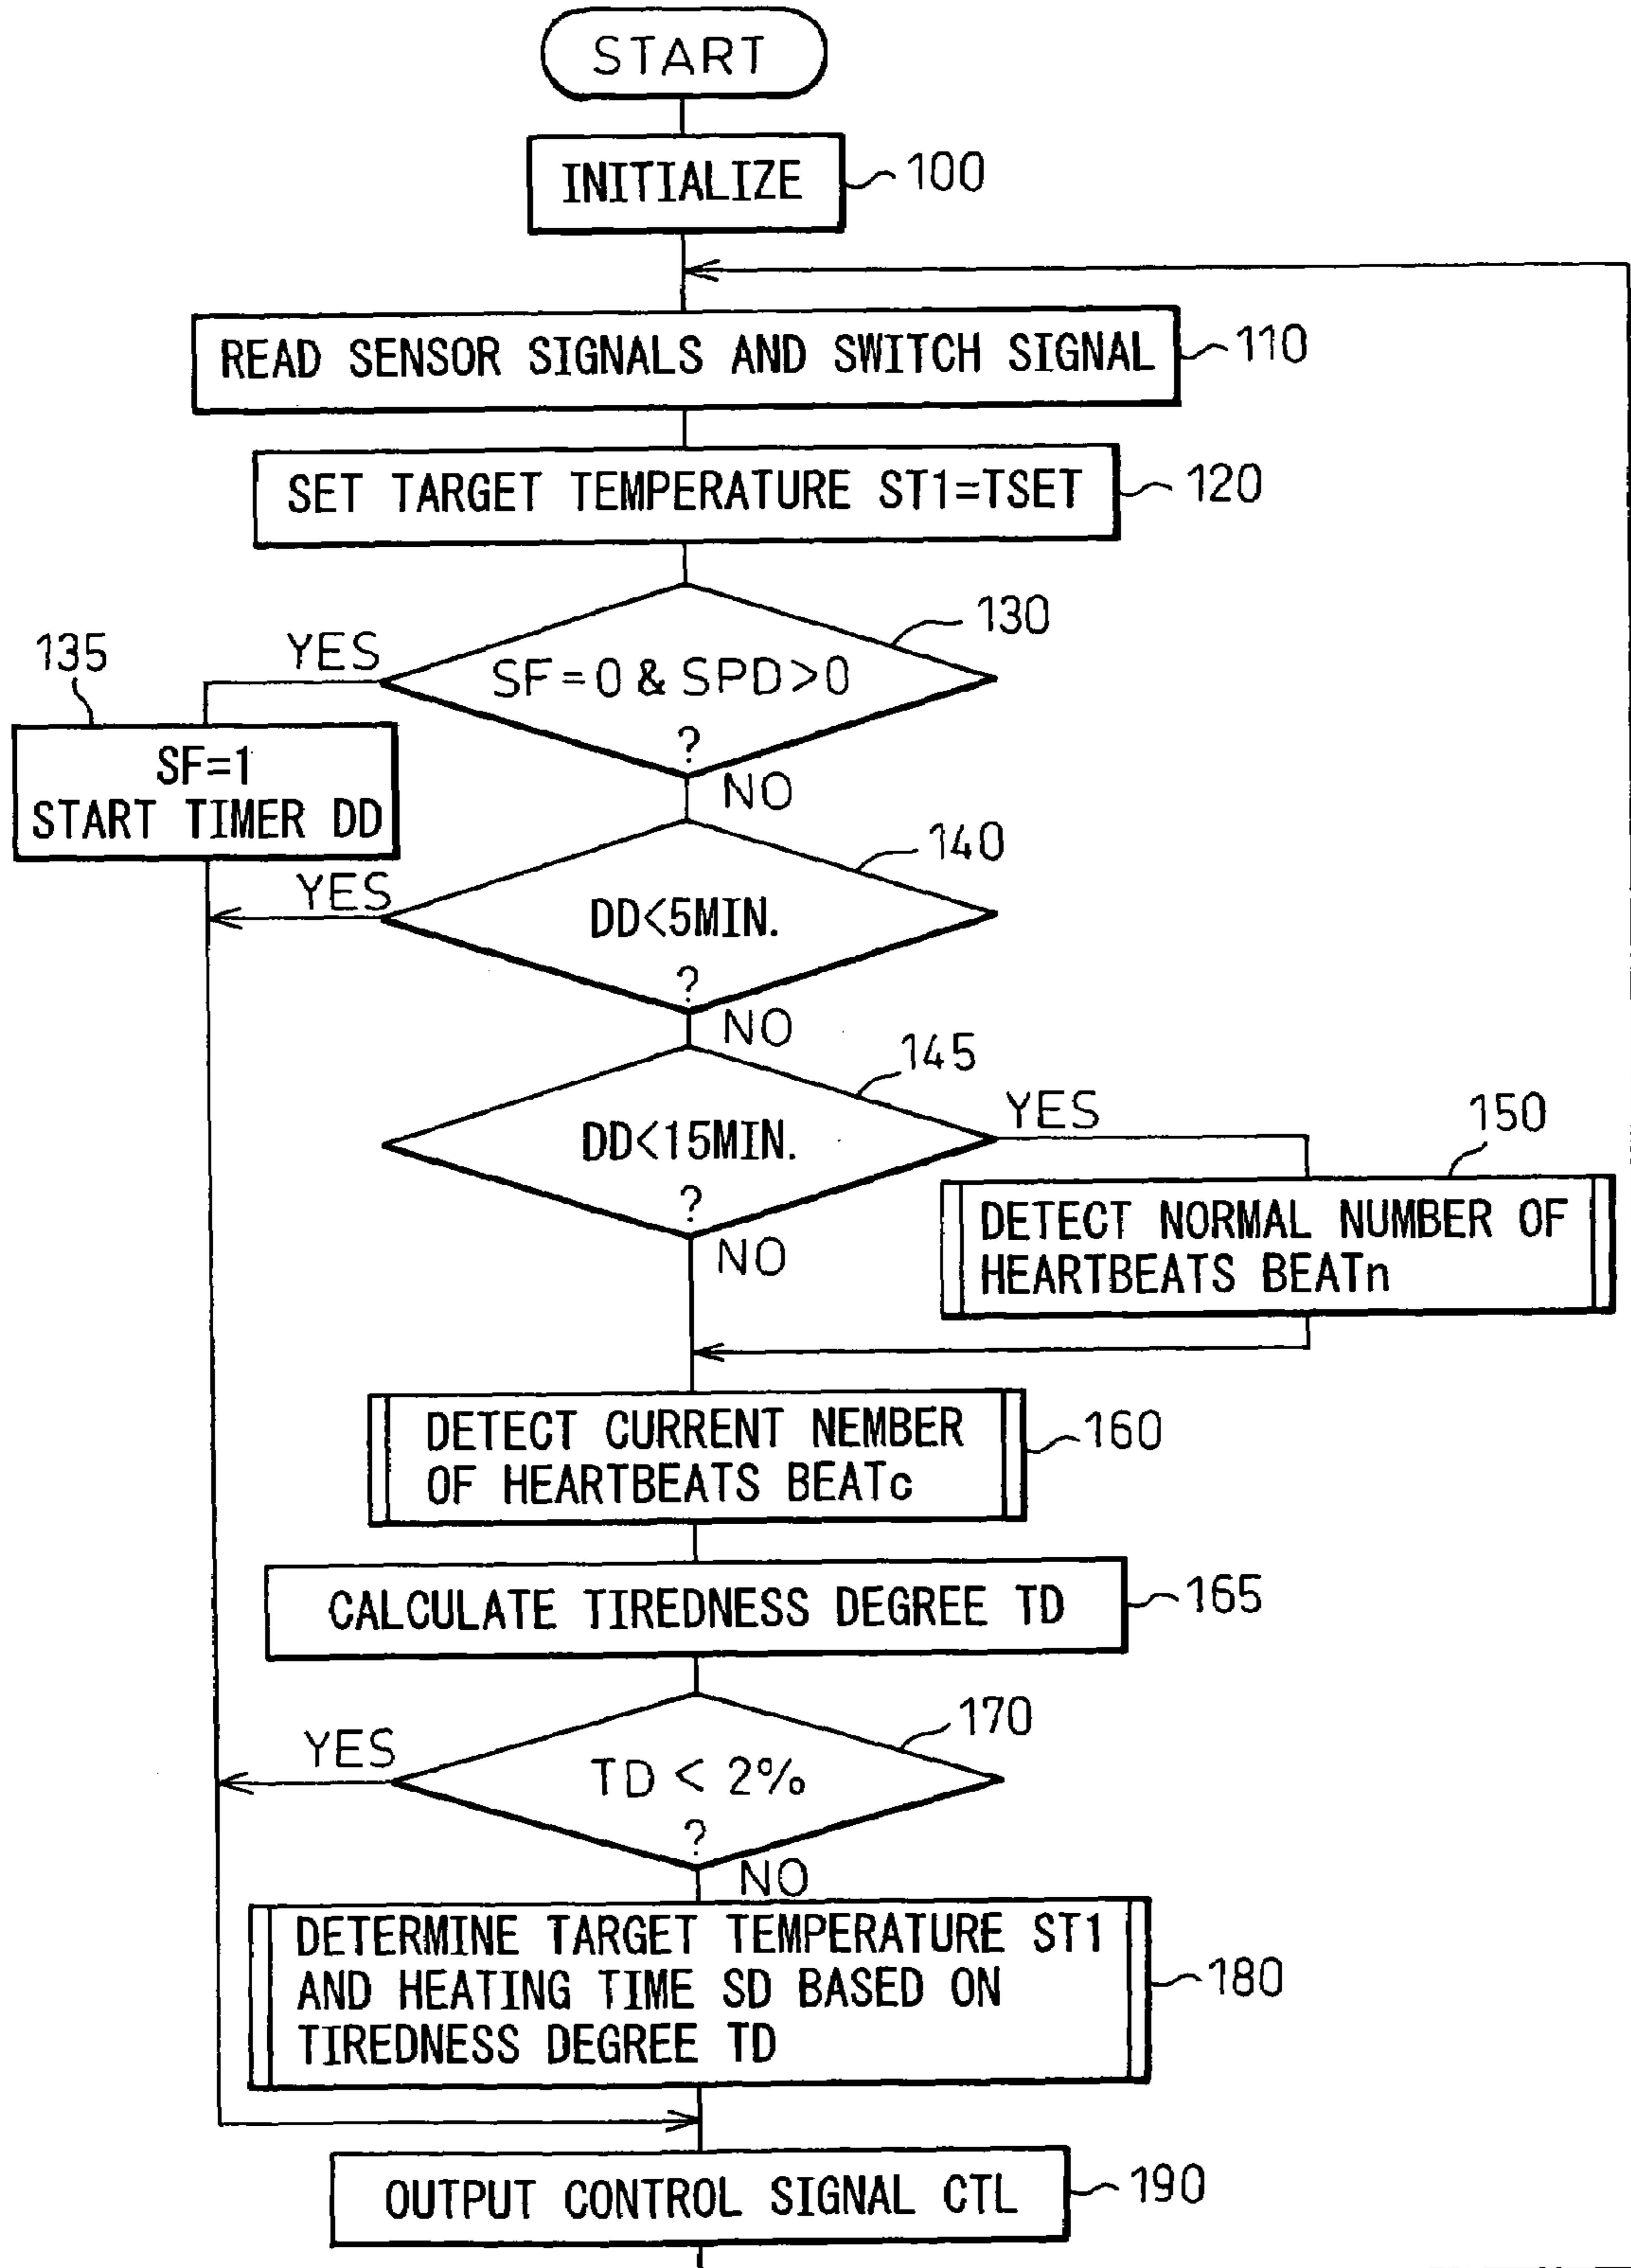 START
INITIALIZE
100
READ SENSOR SIGNALS AND SWITCH SIGNAL
110
SET TARGET TEMPERATURE ST1=TSET
120
130
135
YES
SF=0 & SPD>0
?
NO
SF=1
START TIMER DD
140
YES
DD<5MIN.
?
NO
145
YES
DD<15MIN.
?
NO
150
DETECT NORMAL NUMBER OF
HEARTBEATS BEATn
DETECT CURRENT NEMBER
OF HEARTBEATS BEATc
160
CALCULATE TIREDNESS DEGREE TD
165
170
YES
TD < 2%
?
NO
DETERMINE TARGET TEMPERATURE ST1
AND HEATING TIME SD BASED ON
TIREDNESS DEGREE TD
180
OUTPUT CONTROL SIGNAL CTL
190